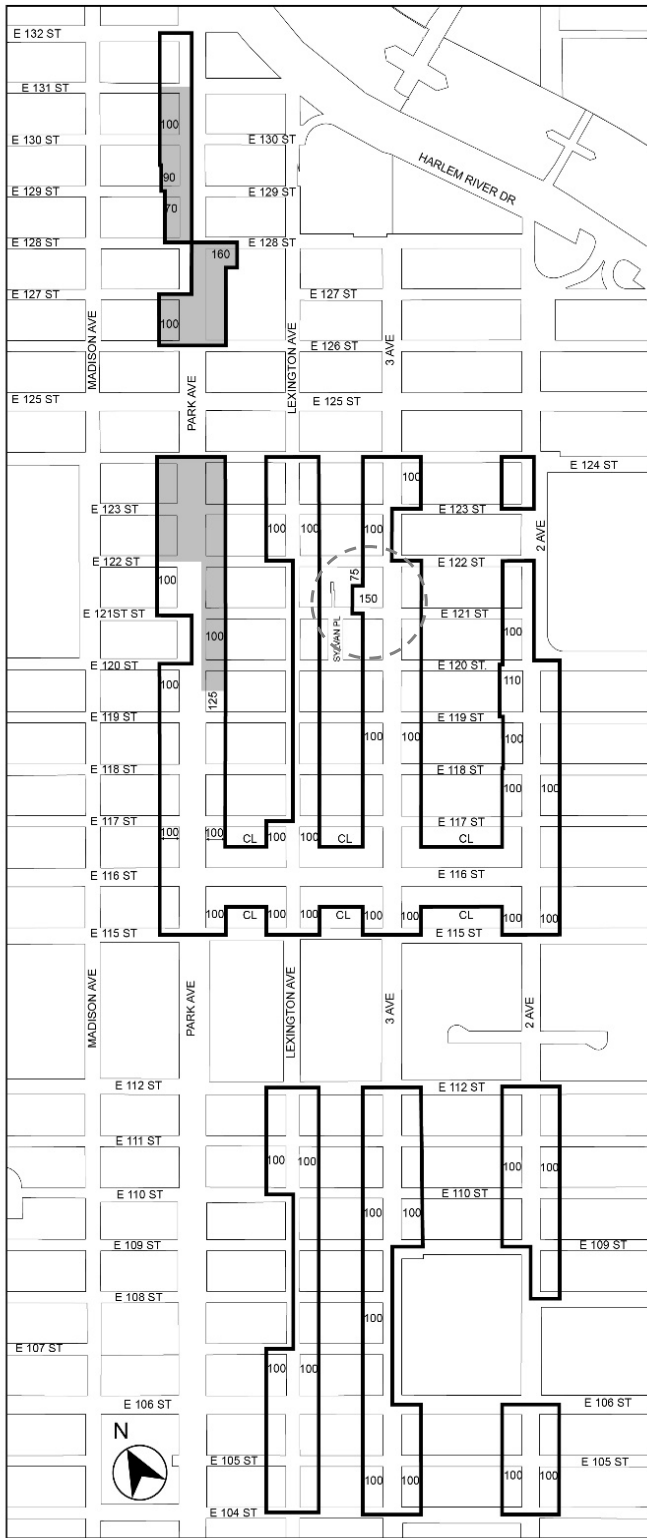 E 132 ST
E 131 ST
100
E 130 ST
E 130 ST
HARLEM RIVER DR
90
E 129 ST
E 129 ST
70
E 128 ST
E 128 ST
160
E 127 ST
E 127 ST
100
MADISON AVE
PARK AVE
LEXINGTON AVE
3 AVE
E 126 ST
E 125 ST
E 125 ST
E 124 ST
100
E 123 ST
E 123 ST
100
100
100
2 AVE
E 122 ST
E 122 ST
100
75
150
E 121ST ST
E 121 ST
100
100
SYLVAN PL
E 120 ST
E 120 ST.
100
110
125
E 119 ST
E 119 ST
100
100
100
E 118 ST
E 118 ST
100
100
E 117 ST
E 117 ST
100
100
CL
100
100
CL
CL
E 116 ST
E 116 ST
100
CL
100
100
CL
100
100
CL
100
100
E 115 ST
E 115 ST
MADISON AVE
PARK AVE
LEXINGTON AVE
3 AVE
2 AVE
E 112 ST
E 112 ST
E 111 ST
100
100
100
100
E 110 ST
E 110 ST
100
100
E 109 ST
E 109 ST
E 108 ST
100
E 107 ST
100
100
E 106 ST
E 106 ST
N
E 105 ST
E 105 ST
100
100
100
100
E 104 ST